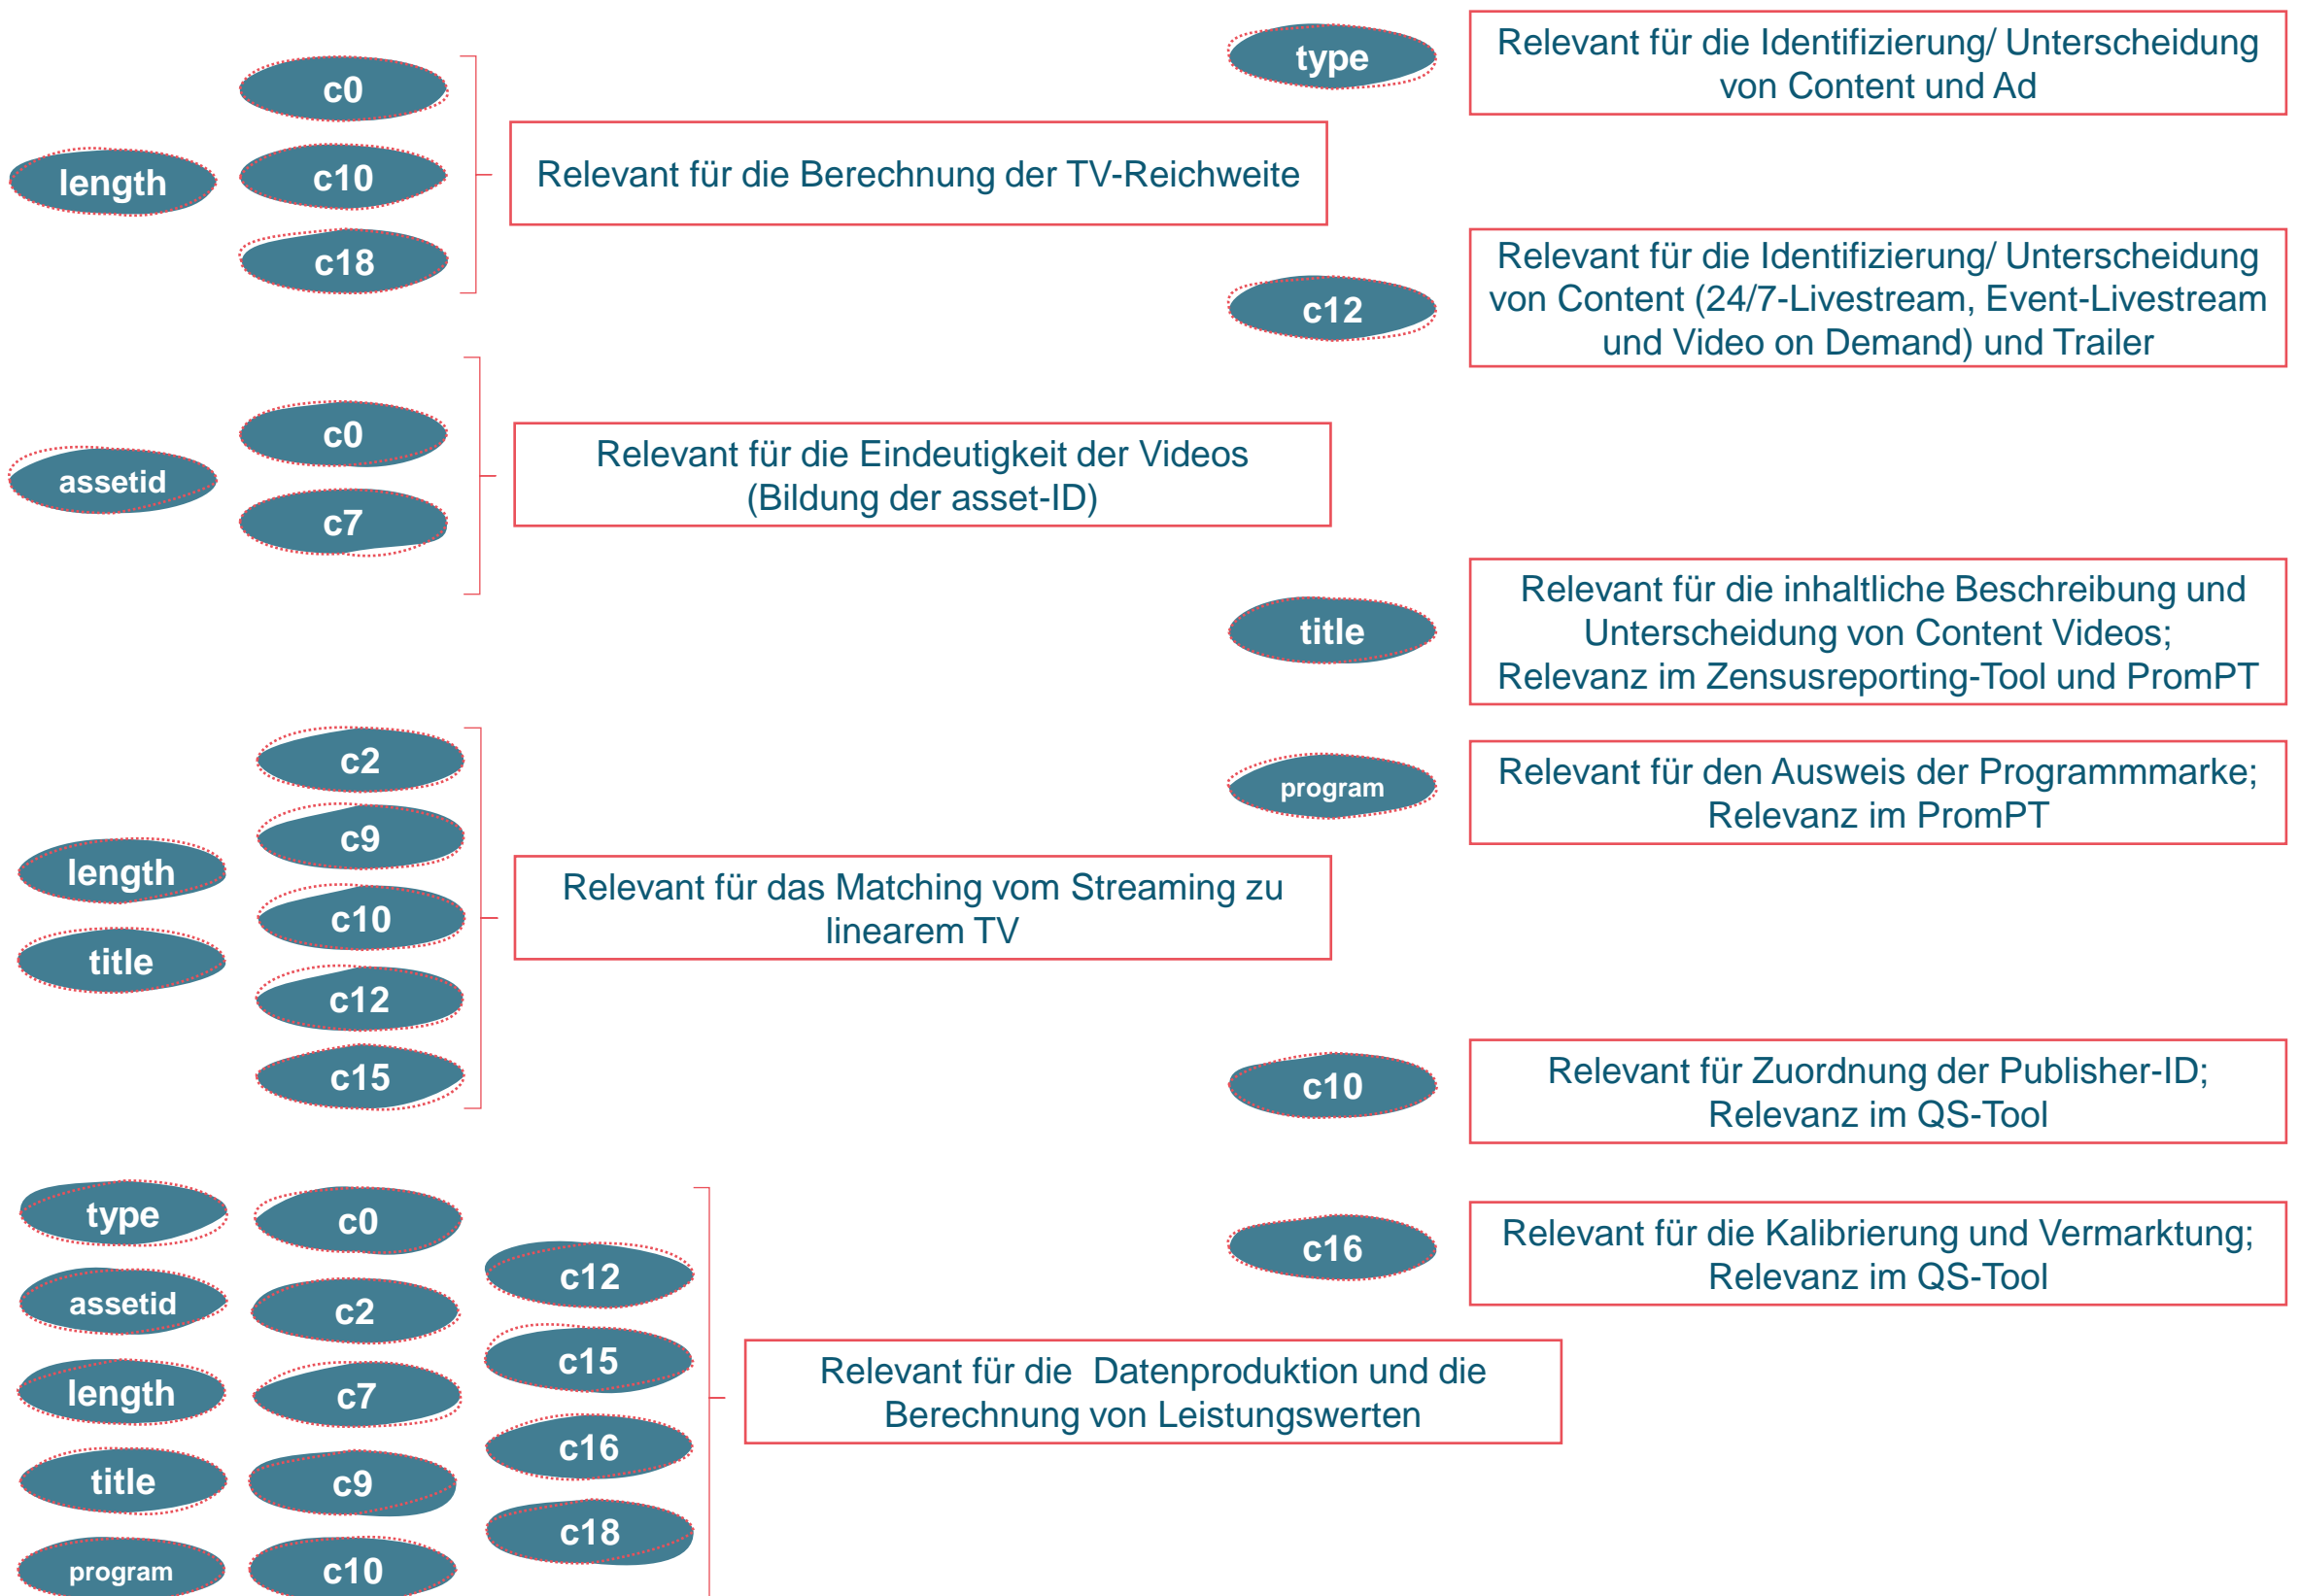 c0
length
c10
c18
Relevant für die Berechnung der TV-Reichweite
assetid
c0
c7
Relevant für die Eindeutigkeit der Videos
(Bildung der asset-ID)
length
title
c2
c9
c10
c12
c15
Relevant für das Matching vom Streaming zu
linearem TV
type
assetid
length
title
program
c0
c2
c7
c9
c10
c12
c15
c16
c18
Relevant für die  Datenproduktion und die
Berechnung von Leistungswerten
type
Relevant für die Identifizierung/ Unterscheidung
von Content und Ad
c12
Relevant für die Identifizierung/ Unterscheidung
von Content (24/7-Livestream, Event-Livestream
und Video on Demand) und Trailer
title
Relevant für die inhaltliche Beschreibung und
Unterscheidung von Content Videos;
Relevanz im Zensusreporting-Tool und PromPT
program
Relevant für den Ausweis der Programmmarke;
Relevanz im PromPT
c10
Relevant für Zuordnung der Publisher-ID;
Relevanz im QS-Tool
c16
Relevant für die Kalibrierung und Vermarktung;
Relevanz im QS-Tool